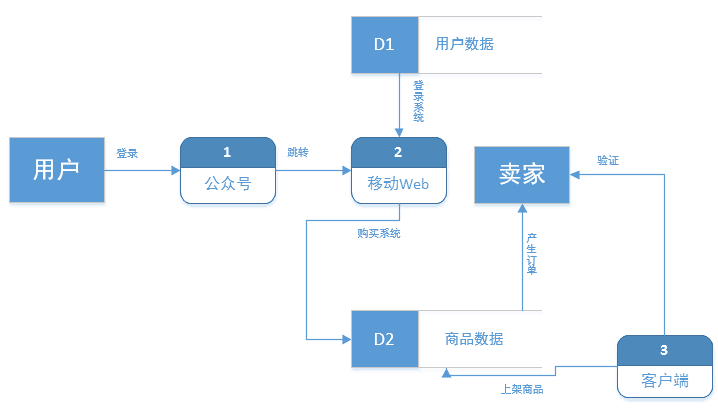 D1
用户数据
登录系统
用户
登录
1
公众号
跳转
2
移动Web
卖家
验证
购买系统
产生订单
D2
商品数据
3
客户端
上架商品